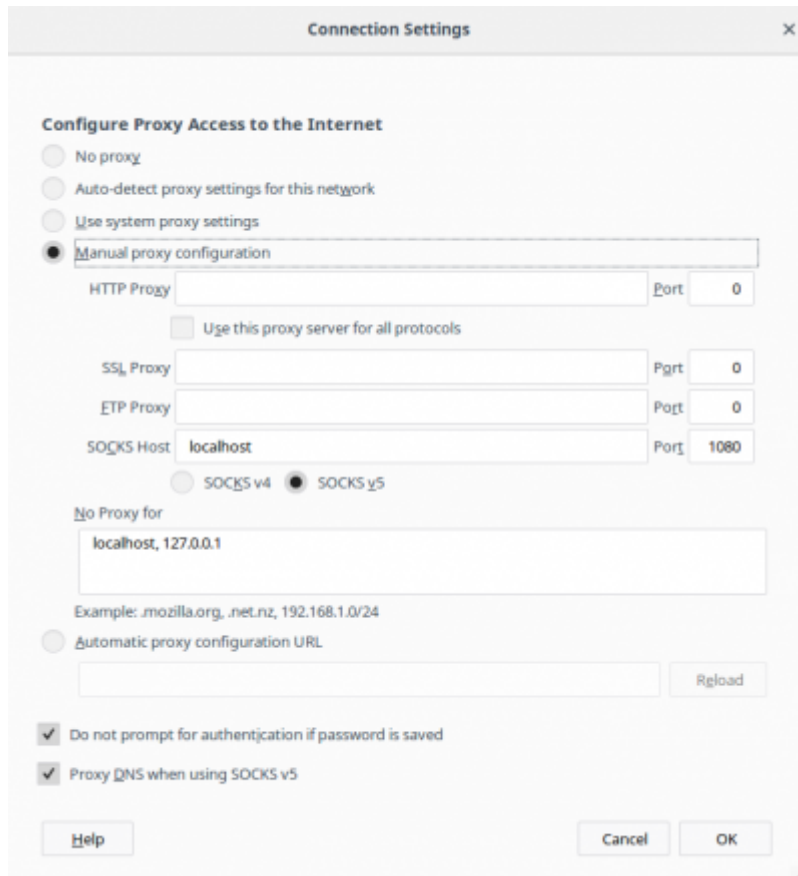 Connection Settings ×
Configure Proxy Access to the Internet
No proxy
Auto-detect proxy settings for this network
Use system proxy settings
Manual proxy configuration
HTTP Proxy Port 0
Use this proxy server for all protocols
SSL Proxy Port 0
FTP Proxy Port 0
SOCKS Host localhost Port 1080
SOCKS v4 SOCKS v5
No Proxy for
localhost, 127.0.0.1
Example: .mozilla.org, .net.nz, 192.168.1.0/24
Automatic proxy configuration URL
Reload
Do not prompt for authentication if password is saved
Proxy DNS when using SOCKS v5
Help Cancel OK